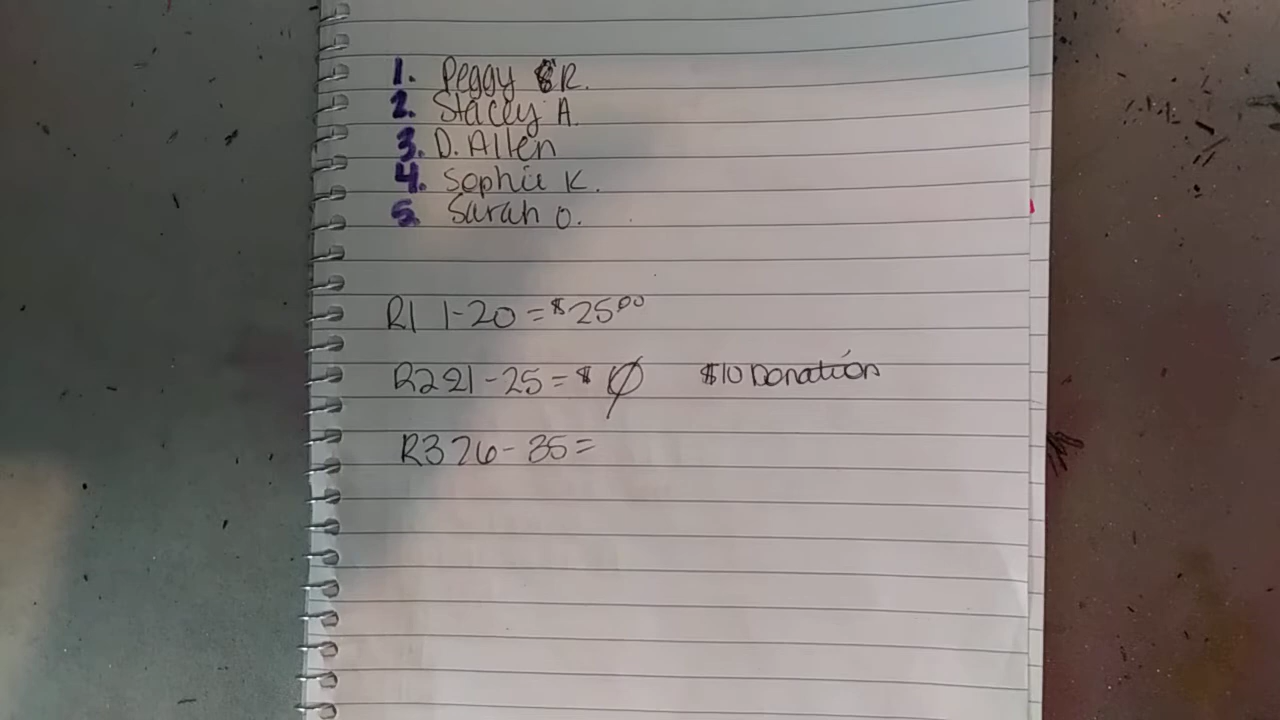 1. Peggy R.
2. Stacey A.
3. D. Allen
4. Sophie K.
5. Sarah O.
R1 1-20 = $25.00
R2 21-25 = $ 0 $10 Donation
R3 26-35 =